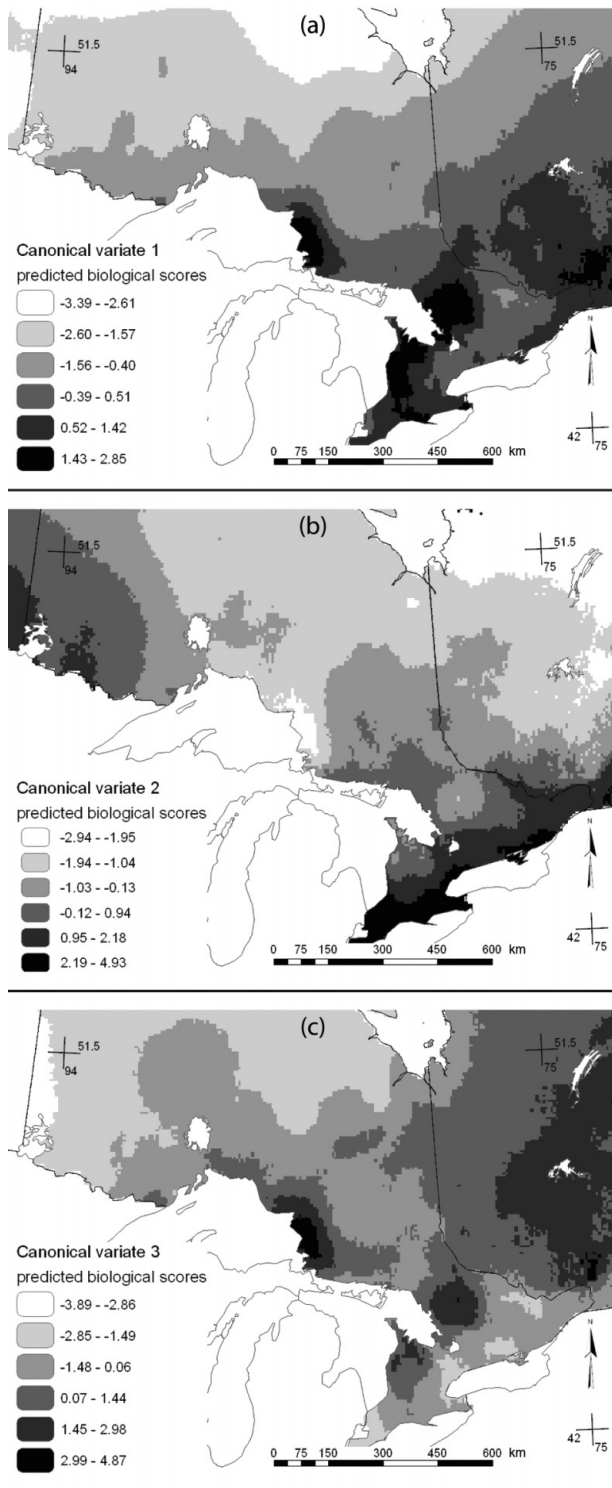 (a)
51.5
94
51.5
75
Canonical variate 1
predicted biological scores
-3.39 - -2.61
-2.60 - -1.57
-1.56 - -0.40
-0.39 - 0.51
0.52 - 1.42
1.43 - 2.85
N
42
75
0 75 150 300 450 600 km
(b)
51.5
94
51.5
75
Canonical variate 2
predicted biological scores
-2.94 - -1.95
-1.94 - -1.04
-1.03 - -0.13
-0.12 - 0.94
0.95 - 2.18
2.19 - 4.93
N
42
75
0 75 150 300 450 600 km
(c)
51.5
94
51.5
75
Canonical variate 3
predicted biological scores
-3.89 - -2.86
-2.85 - -1.49
-1.48 - 0.06
0.07 - 1.44
1.45 - 2.98
2.99 - 4.87
N
42
75
0 75 150 300 450 600 km